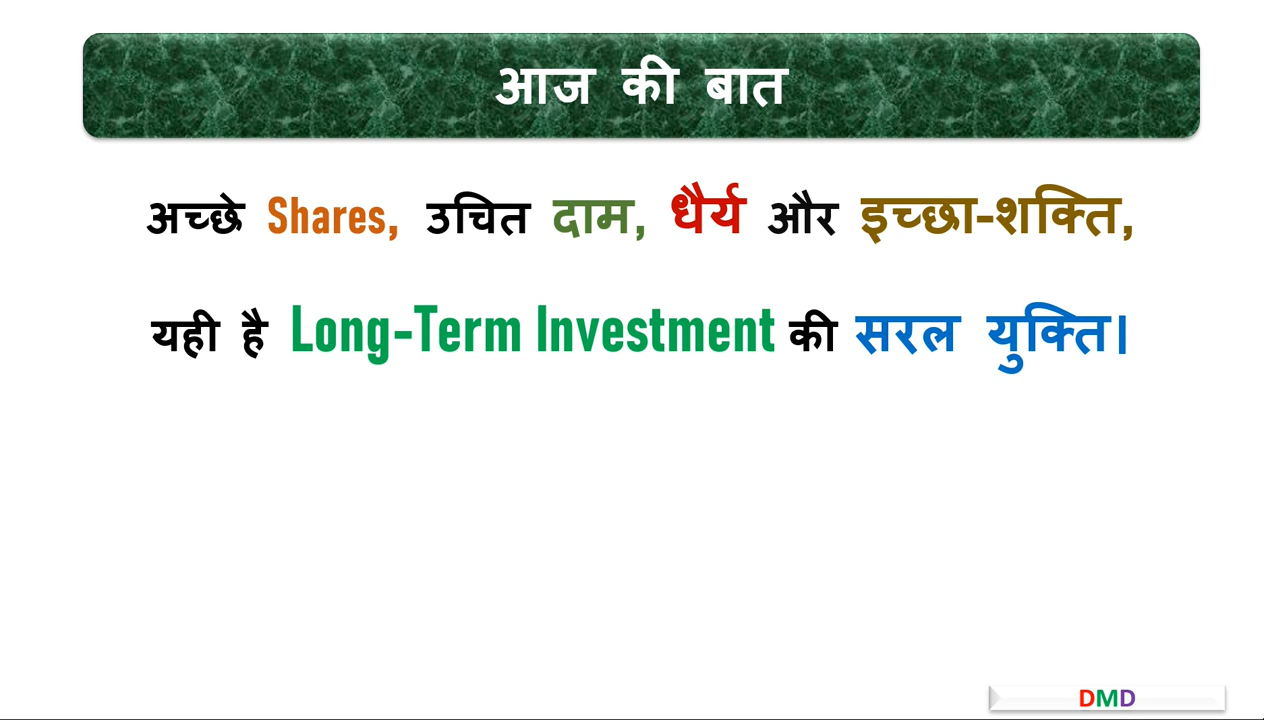 आज की बात
अच्छे Shares, उचित दाम, धैर्य और इच्छा-शक्ति,
यही है Long-Term Investment की सरल युक्ति।
DMD